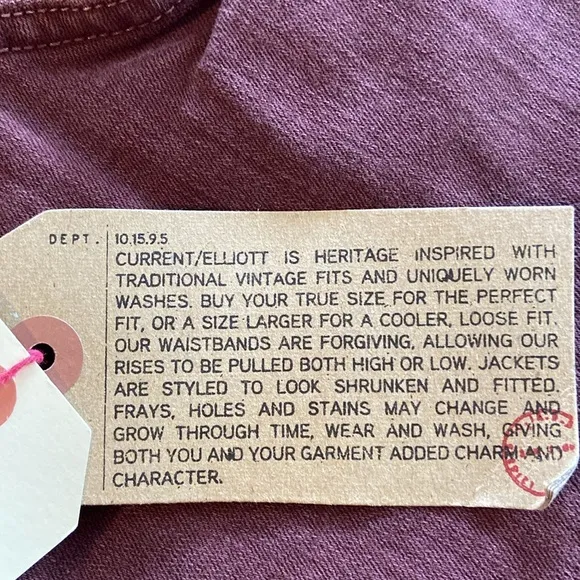 DEPT. 10.15.9.5
CURRENT/ELLIOTT IS HERITAGE INSPIRED WITH
TRADITIONAL VINTAGE FITS AND UNIQUELY WORN
WASHES. BUY YOUR TRUE SIZE FOR THE PERFECT
FIT, OR A SIZE LARGER FOR A COOLER, LOOSE FIT.
OUR WAISTBANDS ARE FORGIVING, ALLOWING OUR
RISES TO BE PULLED BOTH HIGH OR LOW. JACKETS
ARE STYLED TO LOOK SHRUNKEN AND FITTED.
FRAYS, HOLES AND STAINS MAY CHANGE AND
GROW THROUGH TIME, WEAR AND WASH, GIVING
BOTH YOU AND YOUR GARMENT ADDED CHARM AND
CHARACTER.